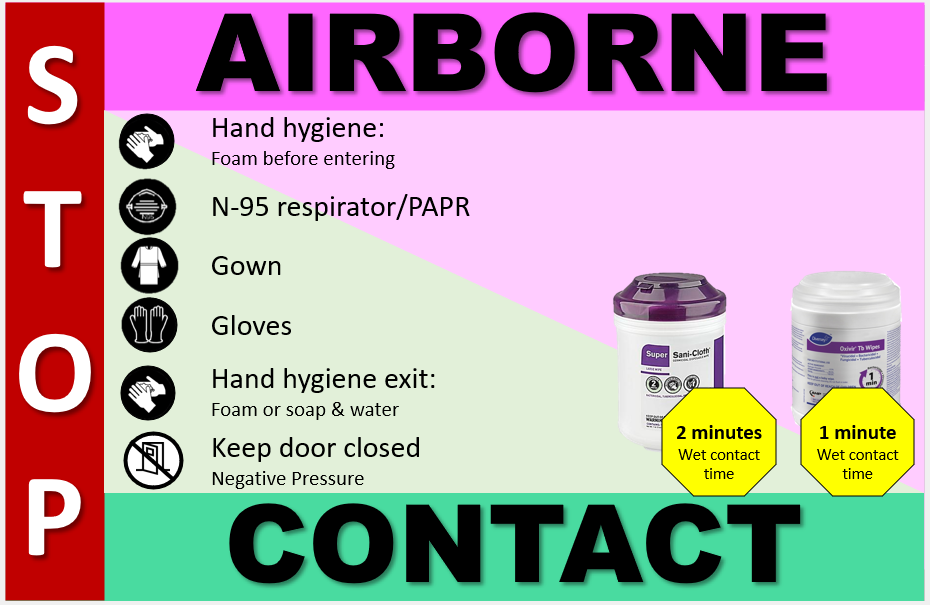 STOP
AIRBORNE
Hand hygiene:
Foam before entering
N-95 respirator/PAPR
Gown
Gloves
Hand hygiene exit:
Foam or soap & water
Keep door closed
Negative Pressure
Super Sani-Cloth
2
Oxivir Tb Wipes
1
min
2 minutes
Wet contact
time
1 minute
Wet contact
time
CONTACT